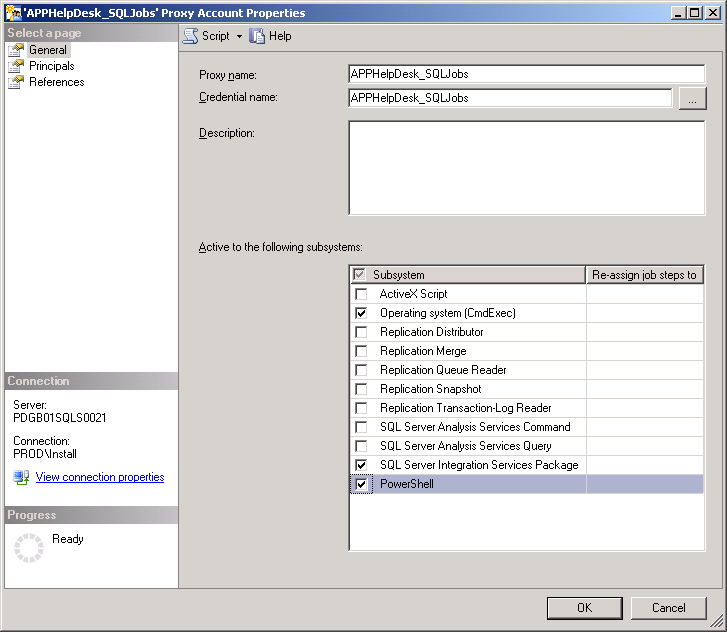 'APPHelpDesk_SQLJobs' Proxy Account Properties
Select a page
General
Principals
References
Script
Help
Proxy name:
APPHelpDesk_SQLJobs
Credential name:
APPHelpDesk_SQLJobs
...
Description:
Active to the following subsystems:
Subsystem
Re-assign job steps to
ActiveX Script
Operating system (CmdExec)
Replication Distributor
Replication Merge
Replication Queue Reader
Replication Snapshot
Replication Transaction-Log Reader
SQL Server Analysis Services Command
SQL Server Analysis Services Query
SQL Server Integration Services Package
PowerShell
Connection
Server:
PDGB01SQLS0021
Connection:
PROD\Install
View connection properties
Progress
Ready
OK
Cancel